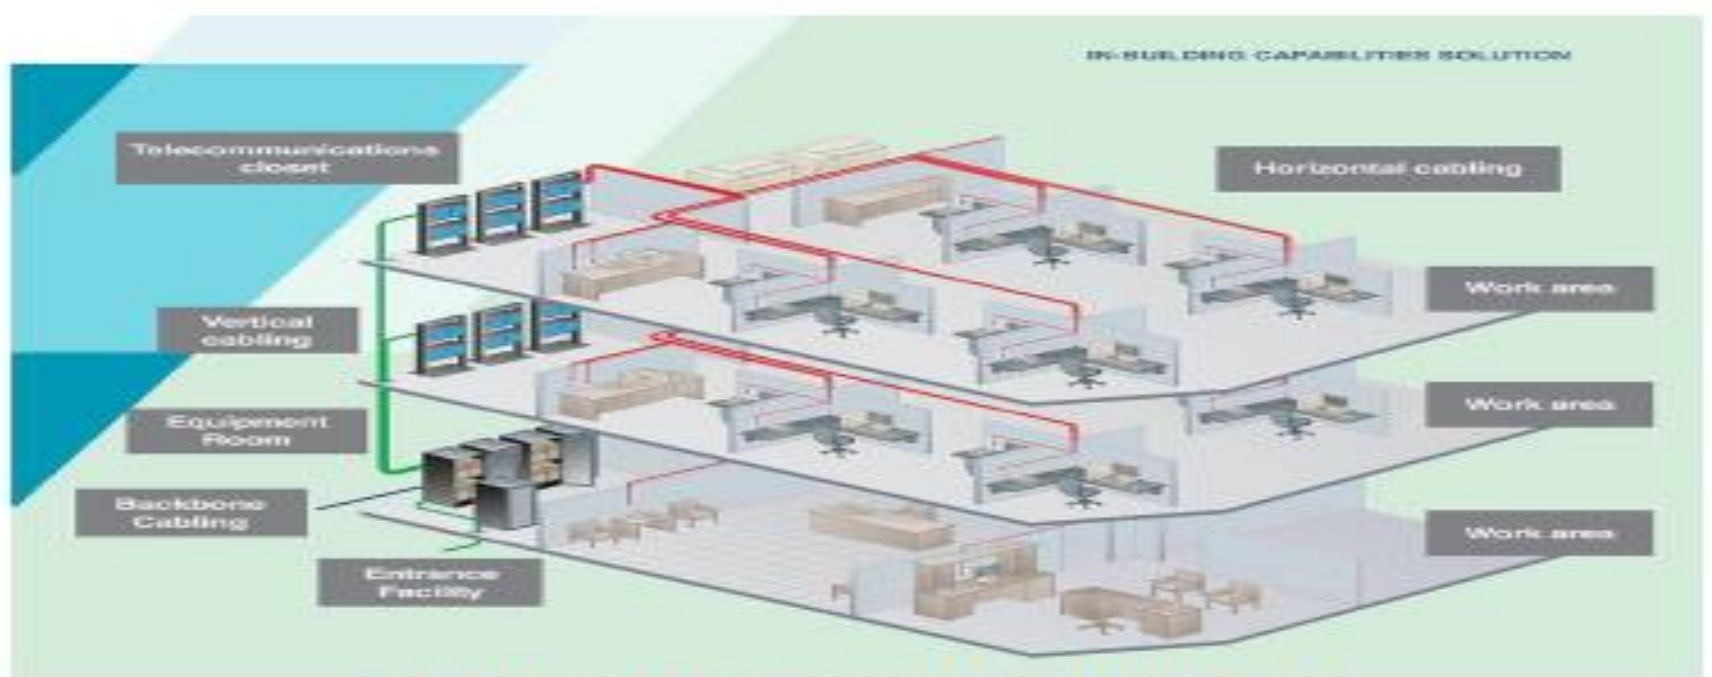 IN-BUILDING CAPABILITIES SOLUTION
Telecommunications
closet
Horizontal cabling
Work area
Vertical
cabling
Work area
Equipment
Room
Backbone
Cabling
Work area
Entrance
Facility